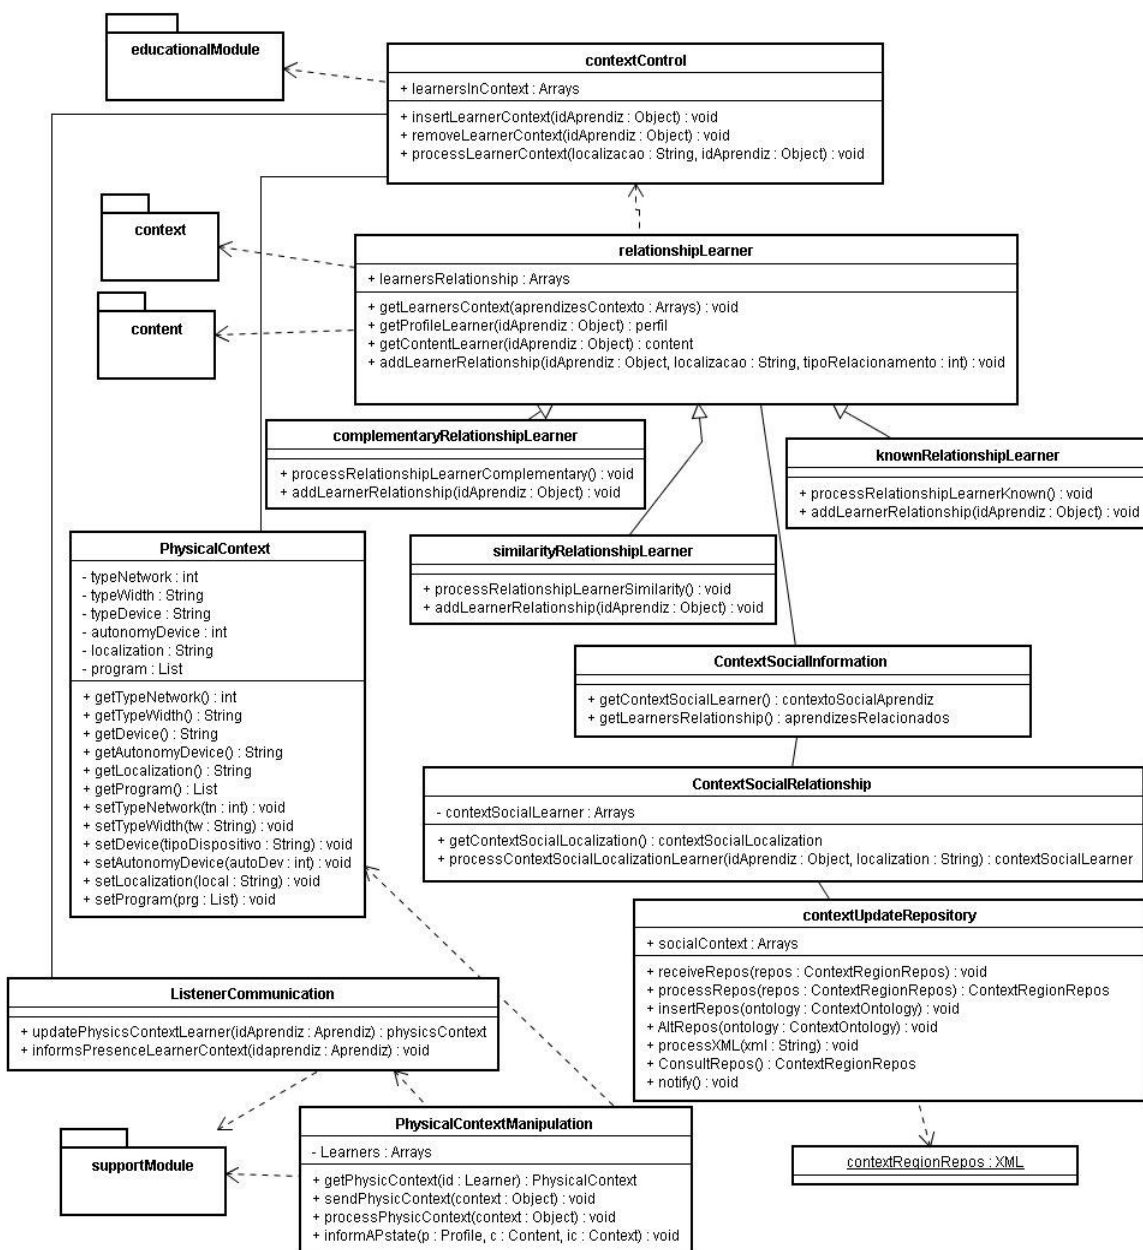 educationalModule
contextControl
+ learnersInContext : Arrays
+ insertLearnerContext(idAprendiz : Object) : void
+ removeLearnerContext(idAprendiz : Object) : void
+ processLearnerContext(localizacao : String, idAprendiz : Object) : void
context
content
relationshipLearner
+ learnersRelationship : Arrays
+ getLearnersContext(aprendizesContexto : Arrays) : void
+ getProfileLearner(idAprendiz : Object) : perfil
+ getContentLearner(idAprendiz : Object) : content
+ addLearnerRelationship(idAprendiz : Object, localizacao : String, tipoRelacionamento : int) : void
complementaryRelationshipLearner
+ processRelationshipLearnerComplementary() : void
+ addLearnerRelationship(idAprendiz : Object) : void
knownRelationshipLearner
+ processRelationshipLearnerKnown() : void
+ addLearnerRelationship(idAprendiz : Object) : void
similarityRelationshipLearner
+ processRelationshipLearnerSimilarity() : void
+ addLearnerRelationship(idAprendiz : Object) : void
PhysicalContext
- typeNetwork : int
- typeWidth : String
- typeDevice : String
- autonomyDevice : int
- localization : String
- program : List
+ getTypeNetwork() : int
+ getTypeWidth() : String
+ getDevice() : String
+ getAutonomyDevice() : String
+ getLocalization() : String
+ getProgram() : List
+ setTypeNetwork(tn : int) : void
+ setTypeWidth(tw : String) : void
+ setDevice(tipoDispositivo : String) : void
+ setAutonomyDevice(autoDev : int) : void
+ setLocalization(local : String) : void
+ setProgram(prg : List) : void
ContextSocialInformation
+ getContextSocialLearner() : contextoSocialAprendiz
+ getLearnersRelationship() : aprendizesRelacionados
ContextSocialRelationship
- contextSocialLearner : Arrays
+ getContextSocialLocalization() : contextSocialLocalization
+ processContextSocialLocalizationLearner(idAprendiz : Object, localization : String) : contextSocialLearner
contextUpdateRepository
+ socialContext : Arrays
+ receiveRepos(repos : ContextRegionRepos) : void
+ processRepos(repos : ContextRegionRepos) : ContextRegionRepos
+ insertRepos(ontology : ContextOntology) : void
+ AltRepos(ontology : ContextOntology) : void
+ processXML(xml : String) : void
+ ConsultRepos() : ContextRegionRepos
+ notify() : void
ListenerCommunication
+ updatePhysicsContextLearner(idAprendiz : Aprendiz) : physicsContext
+ informsPresenceLearnerContext(idaprendiz : Aprendiz) : void
supportModule
PhysicalContextManipulation
- Learners : Arrays
+ getPhysicContext(id : Learner) : PhysicalContext
+ sendPhysicContext(context : Object) : void
+ processPhysicContext(context : Object) : void
+ informAPstate(p : Profile, c : Content, ic : Context) : void
contextRegionRepos : XML